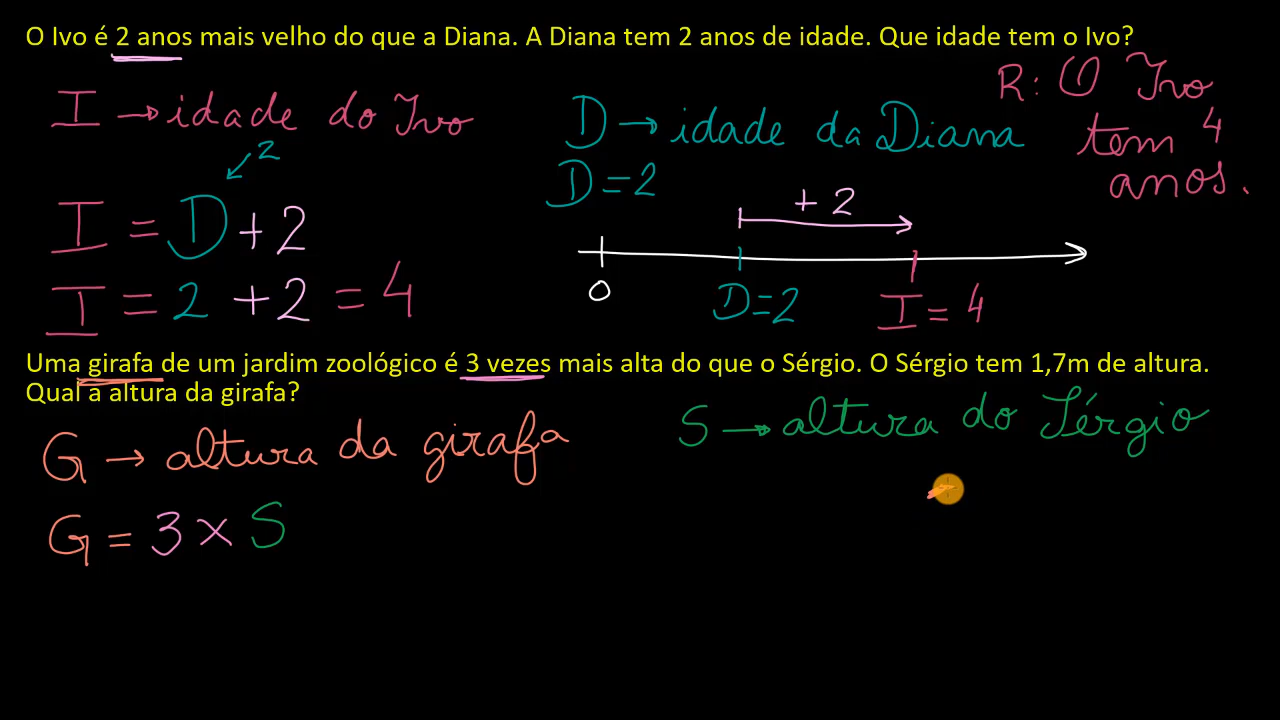 O Ivo é 2 anos mais velho do que a Diana. A Diana tem 2 anos de idade. Que idade tem o Ivo?
I → idade do Ivo
D → idade da Diana
R: O Ivo
tem 4
anos.
2
D = 2
I = D + 2
+ 2
I = 2 + 2 = 4
0
D = 2
I = 4
Uma girafa de um jardim zoológico é 3 vezes mais alta do que o Sérgio. O Sérgio tem 1,7m de altura.
Qual a altura da girafa?
G → altura da girafa
S → altura do Sérgio
G = 3 × S